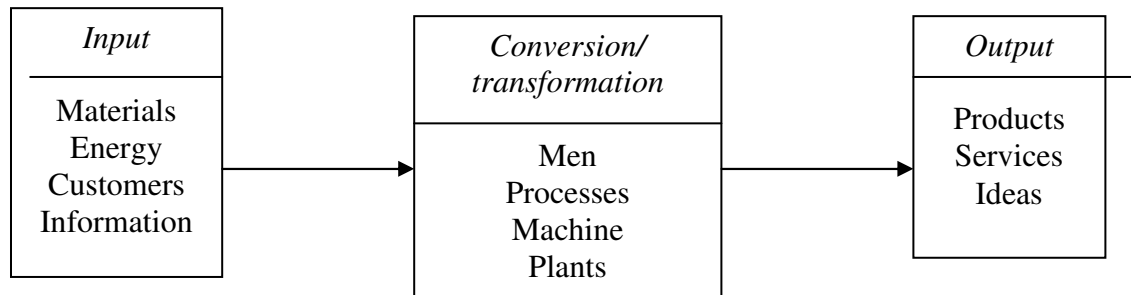 Input
Materials
Energy
Customers
Information
Conversion/
transformation
Men
Processes
Machine
Plants
Output
Products
Services
Ideas